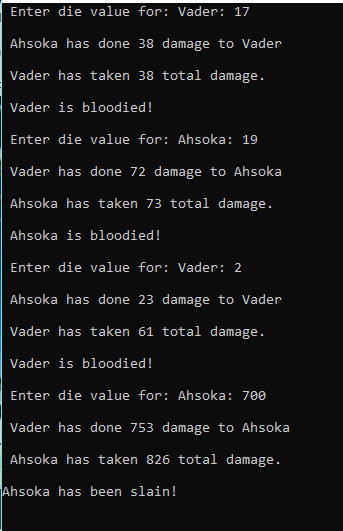 Enter die value for: Vader: 17
Ahsoka has done 38 damage to Vader
Vader has taken 38 total damage.
Vader is bloodied!
Enter die value for: Ahsoka: 19
Vader has done 72 damage to Ahsoka
Ahsoka has taken 73 total damage.
Ahsoka is bloodied!
Enter die value for: Vader: 2
Ahsoka has done 23 damage to Vader
Vader has taken 61 total damage.
Vader is bloodied!
Enter die value for: Ahsoka: 700
Vader has done 753 damage to Ahsoka
Ahsoka has taken 826 total damage.
Ahsoka has been slain!